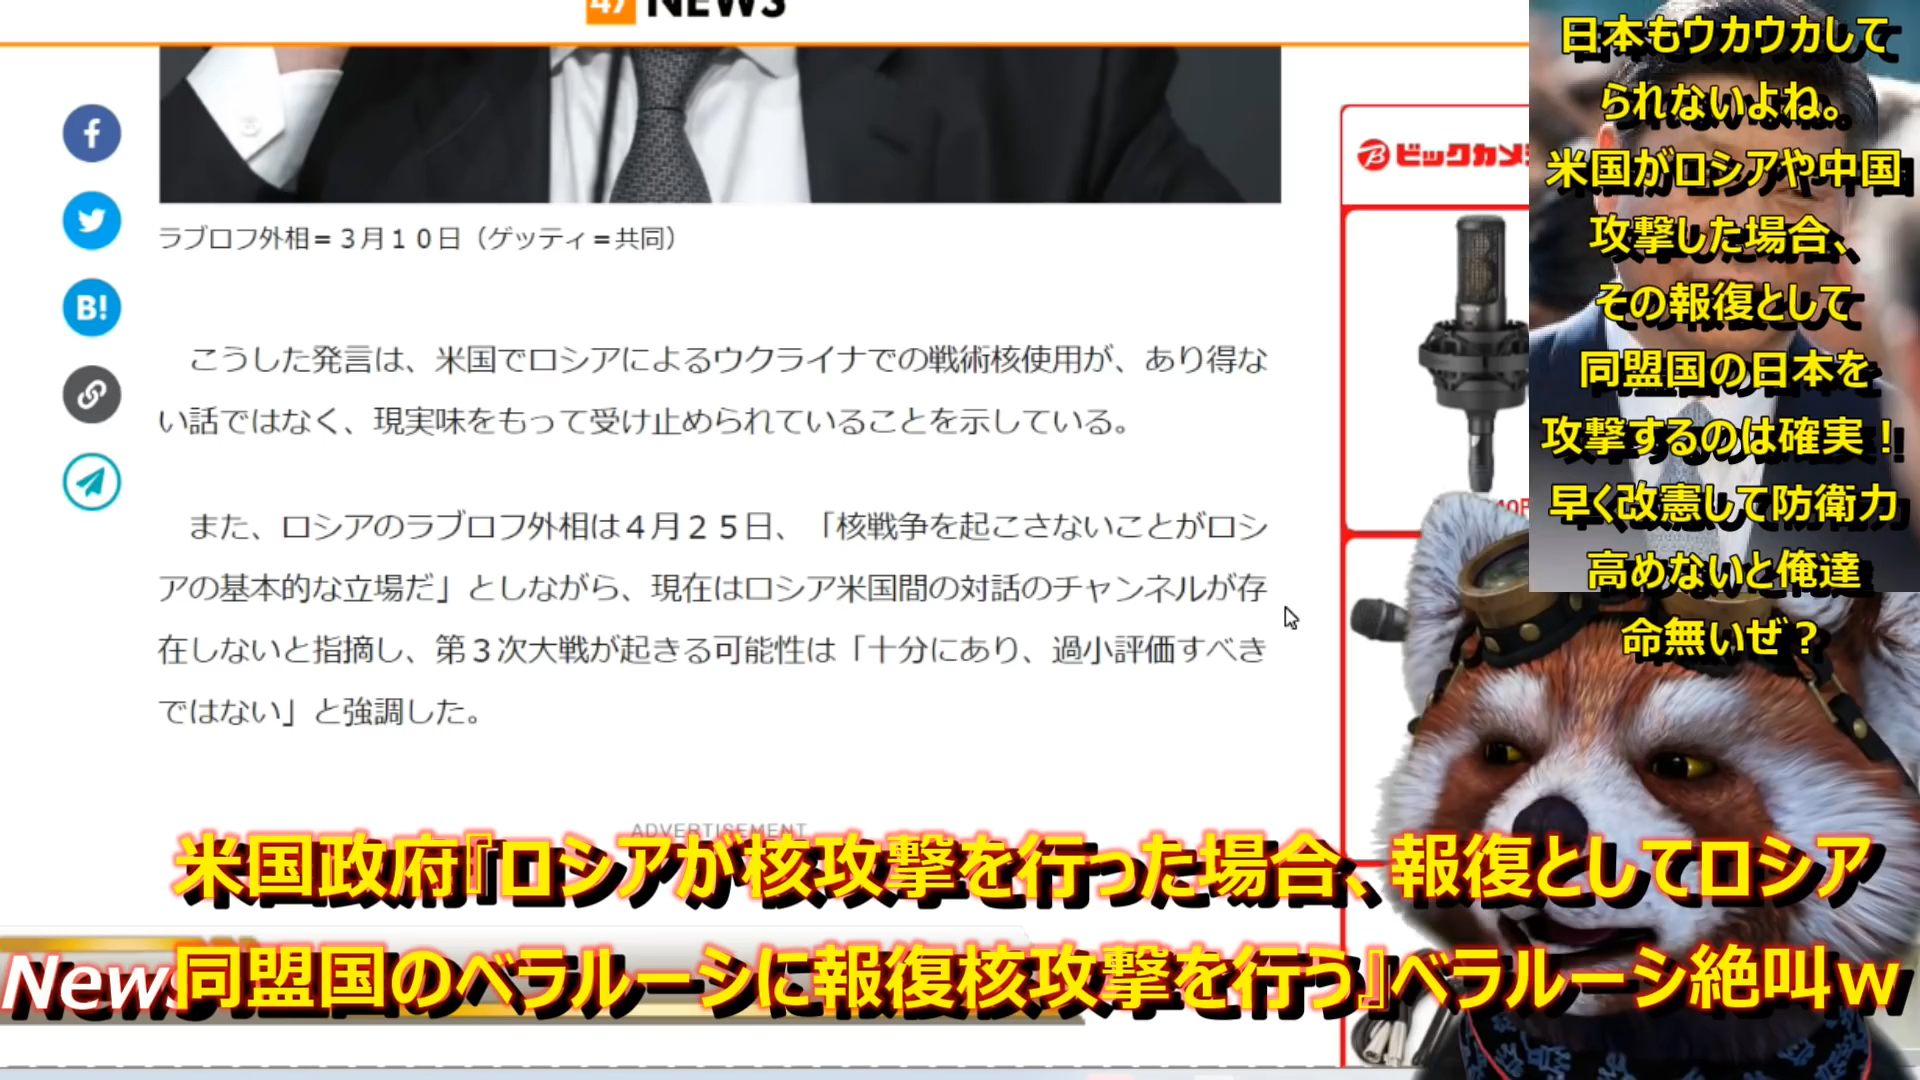 47 NEWS
ラブロフ外相=3月10日(ゲッティ=共同)
こうした発言は、米国でロシアによるウクライナでの戦術核使用が、あり得な
い話ではなく、現実味をもって受け止められていることを示している。
また、ロシアのラブロフ外相は4月25日、「核戦争を起こさないことがロシ
アの基本的な立場だ」としながら、現在はロシア米国間の対話のチャンネルが存
在しないと指摘し、第3次大戦が起きる可能性は「十分にあり、過小評価すべき
ではない」と強調した。
ADVERTISEMENT
B!
ビックカメ
日本もウカウカして
られないよね。
米国がロシアや中国
攻撃した場合、
その報復として
同盟国の日本を
攻撃するのは確実!
早く改憲して防衛力
高めないと俺達
命無いぜ?
米国政府『ロシアが核攻撃を行った場合、報復としてロシア
同盟国のベラルーシに報復核攻撃を行う』ベラルーシ絶叫w
News